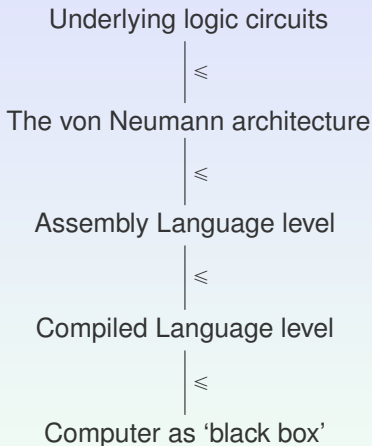 Underlying logic circuits
⩽
The von Neumann architecture
⩽
Assembly Language level
⩽
Compiled Language level
⩽
Computer as ‘black box’